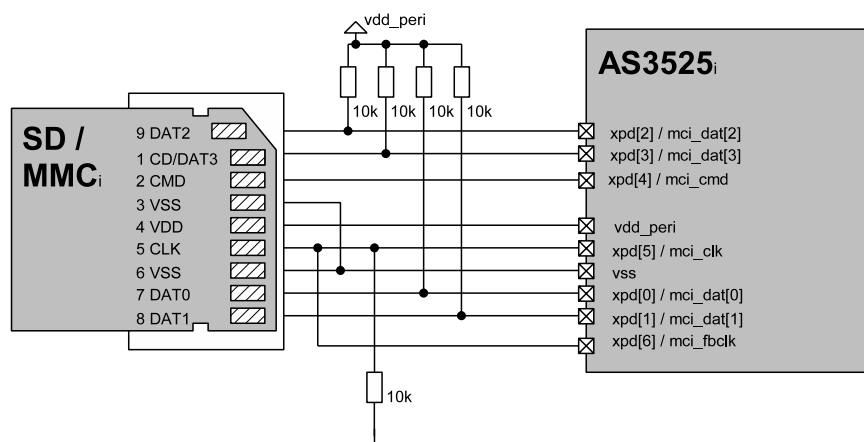 vdd_peri
10k 10k 10k 10k
SD /
MMCi
9 DAT2
1 CD/DAT3
2 CMD
3 VSS
4 VDD
5 CLK
6 VSS
7 DAT0
8 DAT1
AS3525i
xpd[2] / mci_dat[2]
xpd[3] / mci_dat[3]
xpd[4] / mci_cmd
vdd_peri
xpd[5] / mci_clk
vss
xpd[0] / mci_dat[0]
xpd[1] / mci_dat[1]
xpd[6] / mci_fbclk
10k